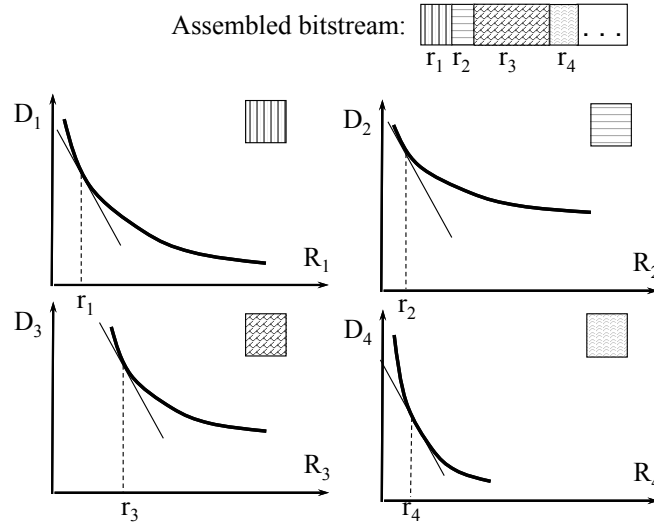 Assembled bitstream: . . .
r1 r2 r3 r4
D1 D2
R1 R2
r1 r2
D3 D4
R3 R4
r3 r4